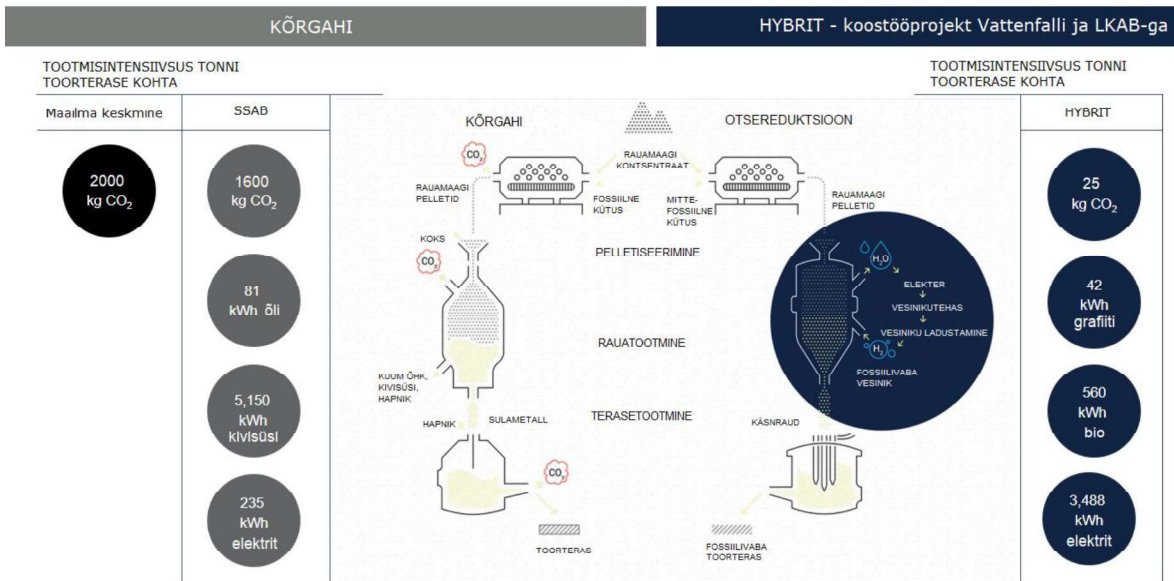 KÕRGAHI
HYBRIT - koostööprojekt Vattenfalli ja LKAB-ga
TOOTMISINTENSIIVSUS TONNI
TOORTERASE KOHTA
Maailma keskmine
SSAB
2000
kg CO₂
1600
kg CO₂
81
kWh õli
5,150
kWh
kivisüsi
235
kWh
elektrit
KÕRGAHI
OTSEREDUKTSIOON
CO₂
RAUAMAAGI
KONTSENTRAAT
RAUAMAAGI
PELLETID
FOSSIILNE
KÜTUS
MITTE-
FOSSIILNE
KÜTUS
RAUAMAAGI
PELLETID
KOKS
CO₂
PELLETISEERIMINE
H₂O
ELEKTER
VESINIKUTEHAS
VESINIKU LADUSTAMINE
H₂
FOSSIILIVABA
VESINIK
RAUATOOTMINE
KUUM ÕHK,
KIVISÜSI,
HAPNIK
HAPNIK
SULAMETALL
TERASETOOTMINE
KÄSNRAUD
CO₂
TOORTERAS
FOSSIILIVABA
TOORTERAS
TOOTMISINTENSIIVSUS TONNI
TOORTERASE KOHTA
HYBRIT
25
kg CO₂
42
kWh
grafiiti
560
kWh
bio
3,488
kWh
elektrit